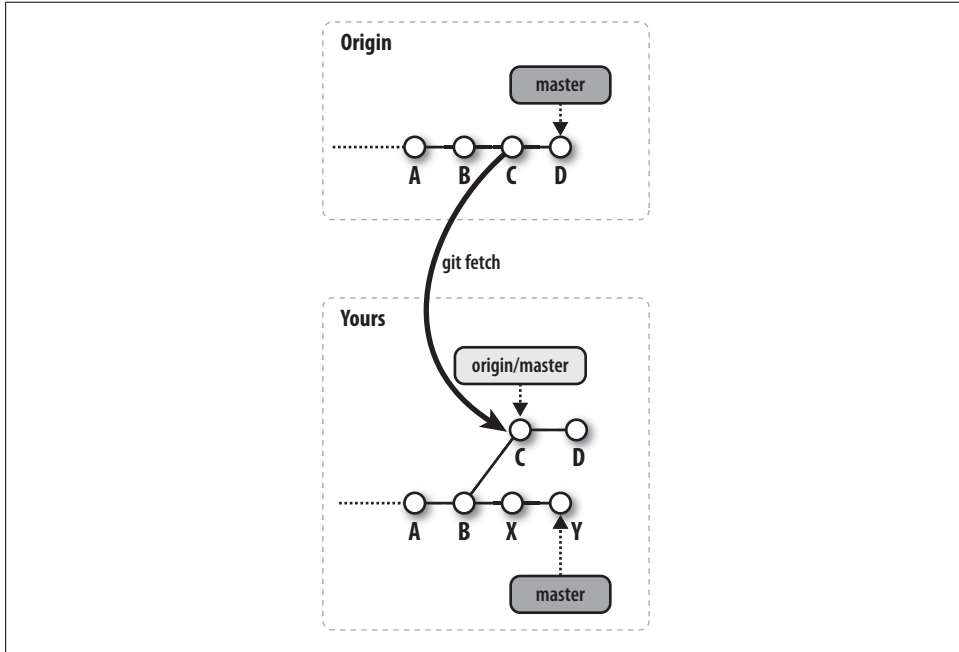 Origin
master
A B C D
git fetch
Yours
origin/master
C D
A B X Y
master